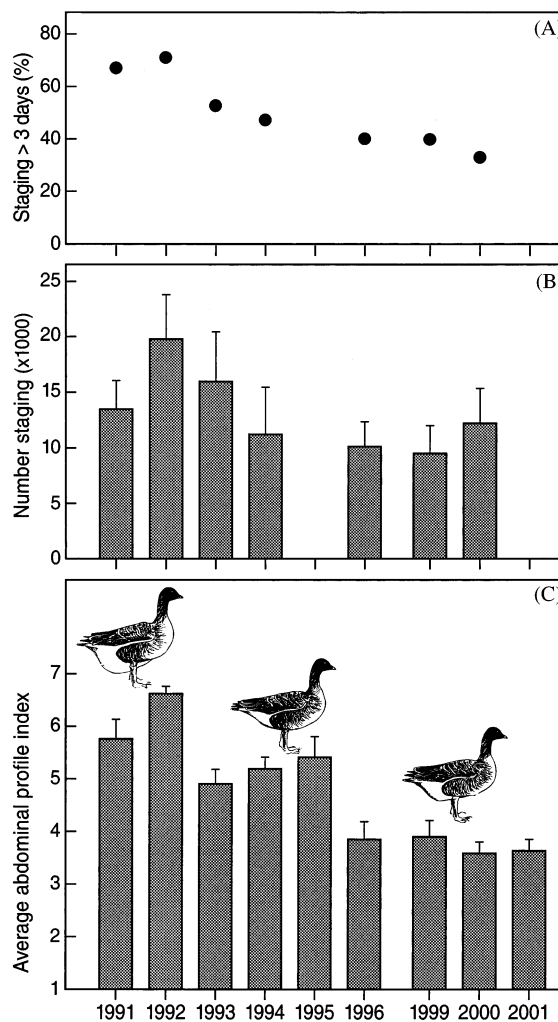 (A)
80
60
40
20
0
Staging > 3 days (%)
(B)
25
20
15
10
5
0
Number staging (x1000)
(C)
7
6
5
4
3
2
1
Average abdominal profile index
1991 1992 1993 1994 1995 1996 1999 2000 2001